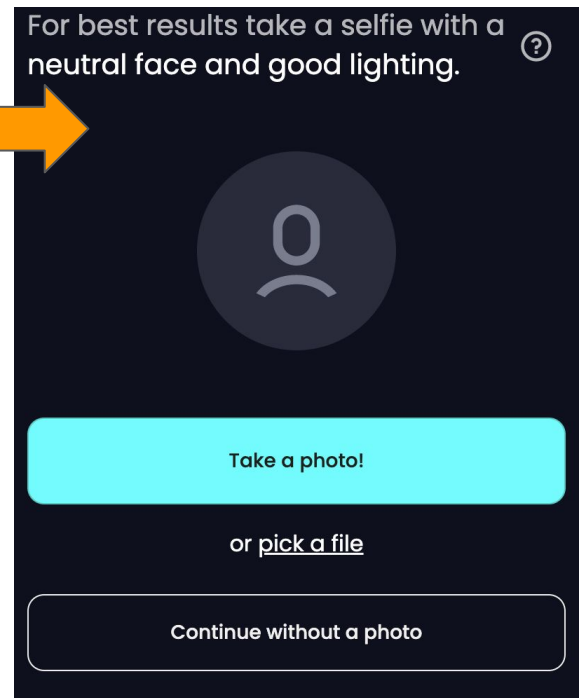 For best results take a selfie with a
neutral face and good lighting.
?
Take a photo!
or pick a file
Continue without a photo